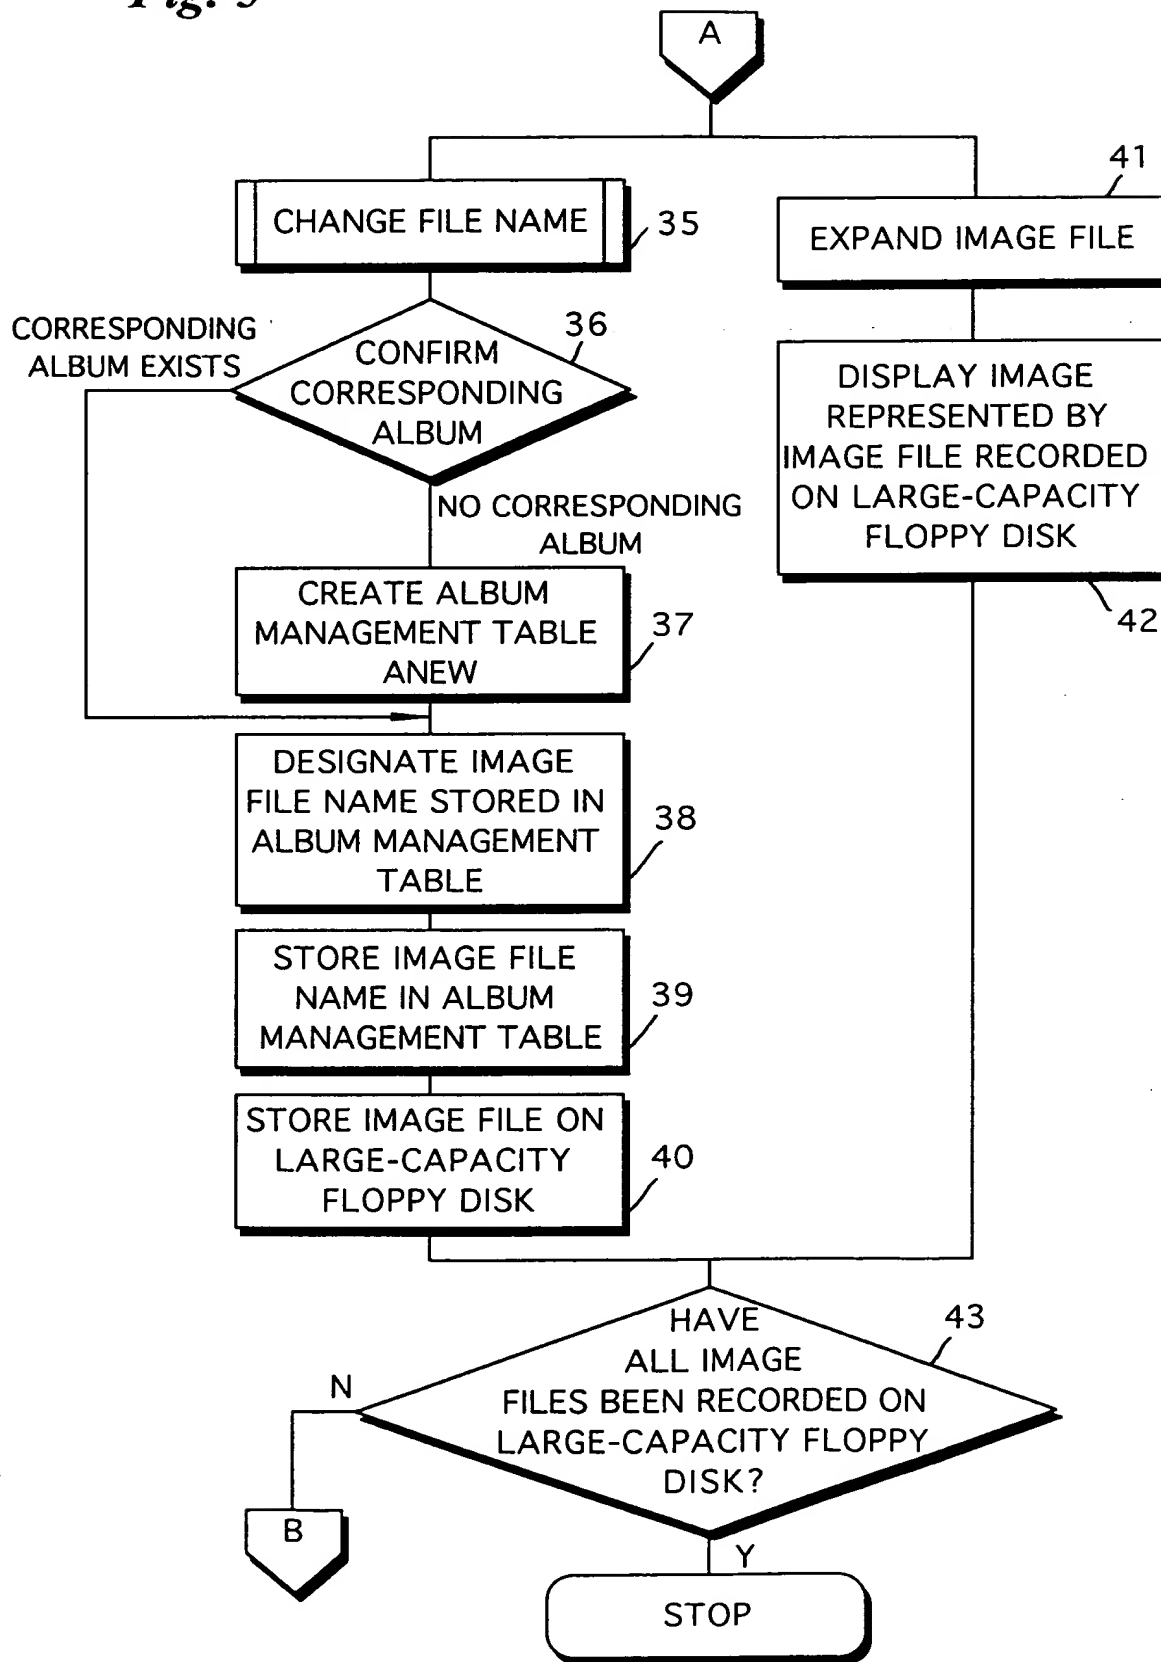 Fig. 9
A
CHANGE FILE NAME
35
CORRESPONDING
ALBUM EXISTS
36
CONFIRM
CORRESPONDING
ALBUM
NO CORRESPONDING
ALBUM
CREATE ALBUM
MANAGEMENT TABLE
ANEW
37
DESIGNATE IMAGE
FILE NAME STORED IN
ALBUM MANAGEMENT
TABLE
38
STORE IMAGE FILE
NAME IN ALBUM
MANAGEMENT TABLE
39
STORE IMAGE FILE ON
LARGE-CAPACITY
FLOPPY DISK
40
41
EXPAND IMAGE FILE
DISPLAY IMAGE
REPRESENTED BY
IMAGE FILE RECORDED
ON LARGE-CAPACITY
FLOPPY DISK
42
HAVE
ALL IMAGE
FILES BEEN RECORDED ON
LARGE-CAPACITY FLOPPY
DISK?
43
N
B
Y
STOP